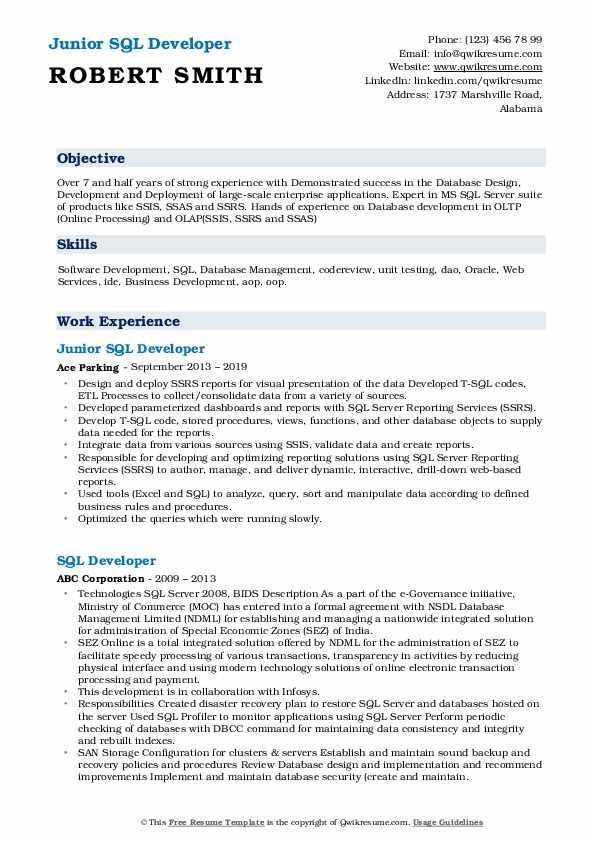 Junior SQL Developer
ROBERT SMITH
Phone: (123) 456 78 99
Email: info@qwikresume.com
Website: www.qwikresume.com
LinkedIn: linkedin.com/qwikresume
Address: 1737 Marshville Road,
Alabama
Objective
Over 7 and half years of strong experience with Demonstrated success in the Database Design,
Development and Deployment of large-scale enterprise applications. Expert in MS SQL Server suite
of products like SSIS, SSAS and SSRS. Hands of experience on Database development in OLTP
(Online Processing) and OLAP(SSIS, SSRS and SSAS)
Skills
Software Development, SQL, Database Management, codereview, unit testing, dao, Oracle, Web
Services, ide, Business Development, aop, oop.
Work Experience
Junior SQL Developer
Ace Parking - September 2013 – 2019
• Design and deploy SSRS reports for visual presentation of the data Developed T-SQL codes,
ETL Processes to collect/consolidate data from a variety of sources.
• Developed parameterized dashboards and reports with SQL Server Reporting Services (SSRS).
• Develop T-SQL code, stored procedures, views, functions, and other database objects to supply
data needed for the reports.
• Integrate data from various sources using SSIS, validate data and create reports.
• Responsible for developing and optimizing reporting solutions using SQL Server Reporting
Services (SSRS) to author, manage, and deliver dynamic, interactive, drill-down web-based
reports.
• Used tools (Excel and SQL) to analyze, query, sort and manipulate data according to defined
business rules and procedures.
• Optimized the queries which were running slowly.
SQL Developer
ABC Corporation - 2009 – 2013
• Technologies SQL Server 2008, BIDS Description As a part of the e-Governance initiative,
Ministry of Commerce (MOC) has entered into a formal agreement with NSDL Database
Management Limited (NDML) for establishing and managing a nationwide integrated solution
for administration of Special Economic Zones (SEZ) of India.
• SEZ Online is a total integrated solution offered by NDML for the administration of SEZ to
facilitate speedy processing of various transactions, transparency in activities by reducing
physical interface and using modern technology solutions of online electronic transaction
processing and payment.
• This development is in collaboration with Infosys.
• Responsibilities Created disaster recovery plan to restore SQL Server and databases hosted on
the server Used SQL Profiler to monitor applications using SQL Server Perform periodic
checking of databases with DBCC command for maintaining data consistency and integrity
and rebuilt indexes.
• SAN Storage Configuration for clusters & servers Establish and maintain sound backup and
recovery policies and procedures Review Database design and implementation and recommend
improvements Implement and maintain database security (create and maintain.
© This Free Resume Template is the copyright of Qwikresume.com. Usage Guidelines